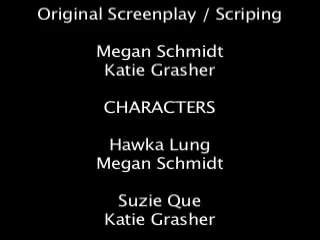 Original Screenplay / Scriping
Megan Schmidt
Katie Grasher
CHARACTERS
Hawka Lung
Megan Schmidt
Suzie Que
Katie Grasher